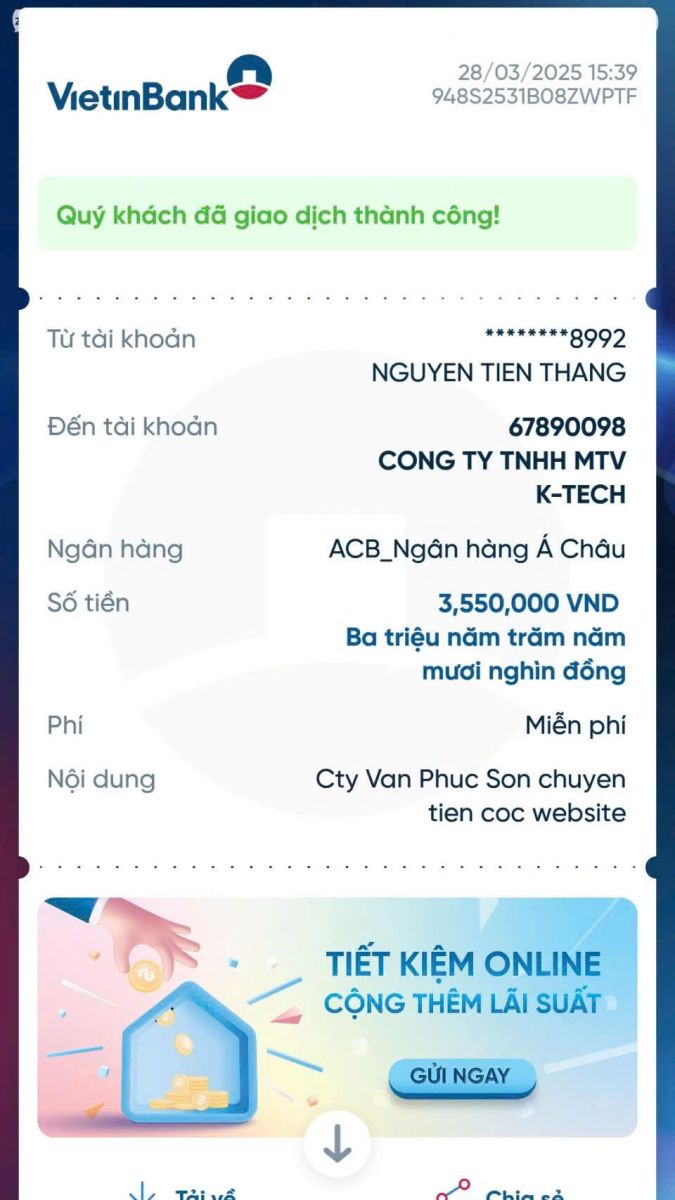 VietinBank
28/03/2025 15:39
948S2531B08ZWPTF
Quý khách đã giao dịch thành công!
Từ tài khoản
********8992
NGUYEN TIEN THANG
Đến tài khoản
67890098
CONG TY TNHH MTV
K-TECH
Ngân hàng
ACB_Ngân hàng Á Châu
Số tiền
3,550,000 VND
Ba triệu năm trăm năm
mươi nghìn đồng
Phí
Miễn phí
Nội dung
Cty Van Phuc Son chuyen
tien coc website
TIẾT KIỆM ONLINE
CỘNG THÊM LÃI SUẤT
GỬI NGAY
Tải về
Chia sẻ